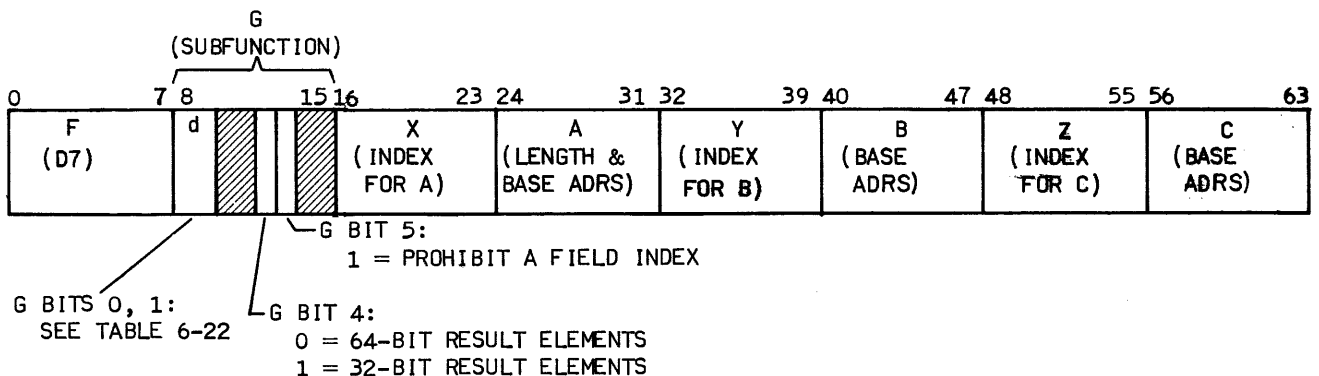 G
(SUBFUNCTION)
0 7 8 15 16 23 24 31 32 39 40 47 48 55 56 63
F d X A Y B Z C
(D7) (INDEX (LENGTH & (INDEX (BASE (INDEX (BASE
FOR A) BASE ADRS) FOR B) ADRS) FOR C) ADRS)
G BIT 5:
1 = PROHIBIT A FIELD INDEX
G BITS 0, 1:
SEE TABLE 6-22
G BIT 4:
0 = 64-BIT RESULT ELEMENTS
1 = 32-BIT RESULT ELEMENTS